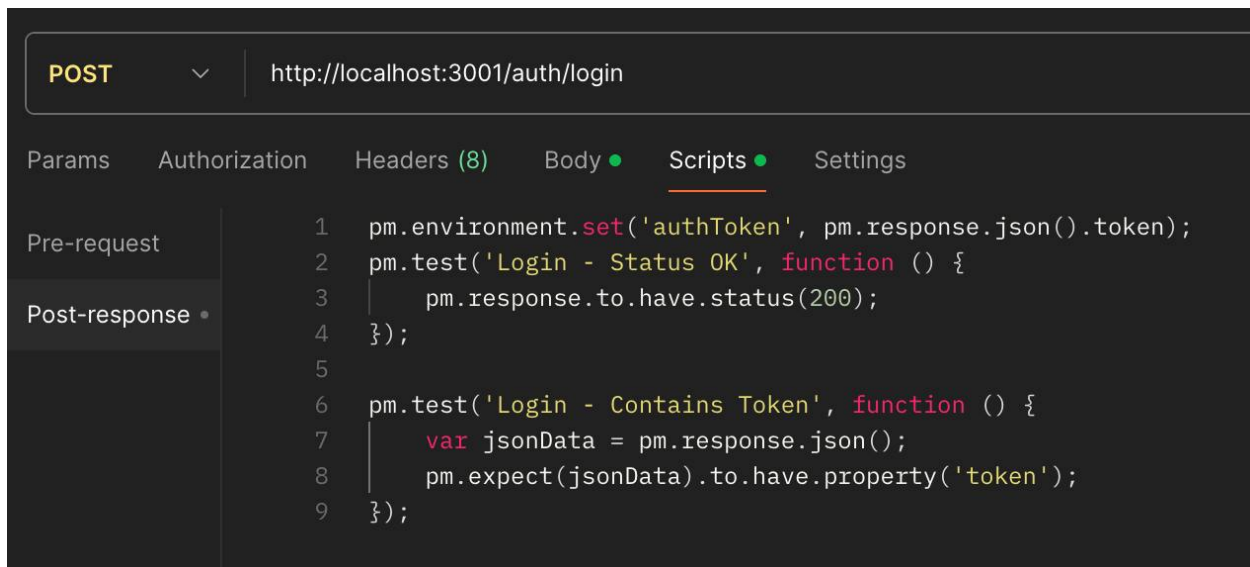 POST http://localhost:3001/auth/login
Params Authorization Headers (8) Body Scripts Settings
Pre-request
Post-response
1 pm.environment.set('authToken', pm.response.json().token);
2 pm.test('Login - Status OK', function () {
3 pm.response.to.have.status(200);
4 });
5
6 pm.test('Login - Contains Token', function () {
7 var jsonData = pm.response.json();
8 pm.expect(jsonData).to.have.property('token');
9 });